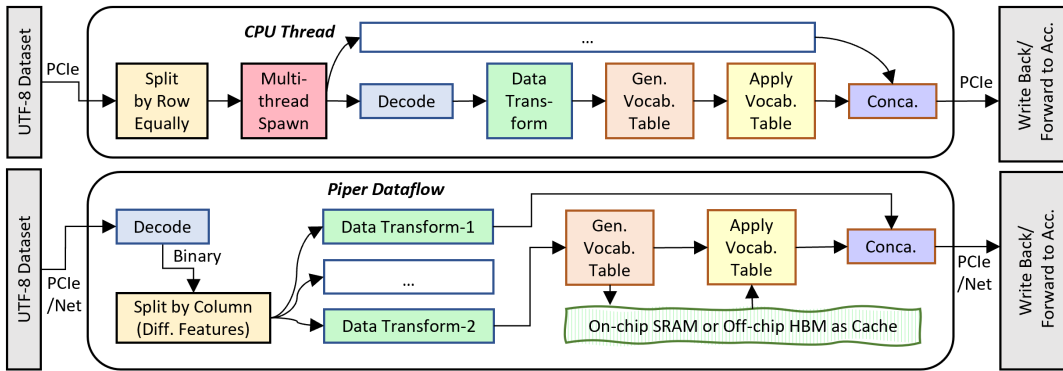 UTF-8 Dataset
PCIe
CPU Thread
Split
by Row
Equally
Multi-
thread
Spawn
...
Decode
Data
Trans-
form
Gen.
Vocab.
Table
Apply
Vocab.
Table
Conca.
PCIe
Write Back/
Forward to Acc.
UTF-8 Dataset
PCIe
/Net
Piper Dataflow
Decode
Binary
Split by Column
(Diff. Features)
Data Transform-1
...
Data Transform-2
Gen.
Vocab.
Table
Apply
Vocab.
Table
On-chip SRAM or Off-chip HBM as Cache
Conca.
PCIe
/Net
Write Back/
Forward to Acc.